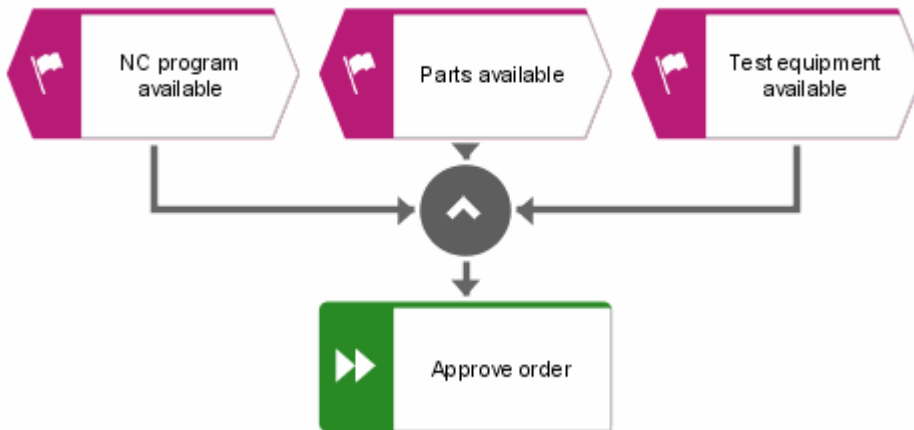 NC program
available
Parts available
Test equipment
available
Approve order